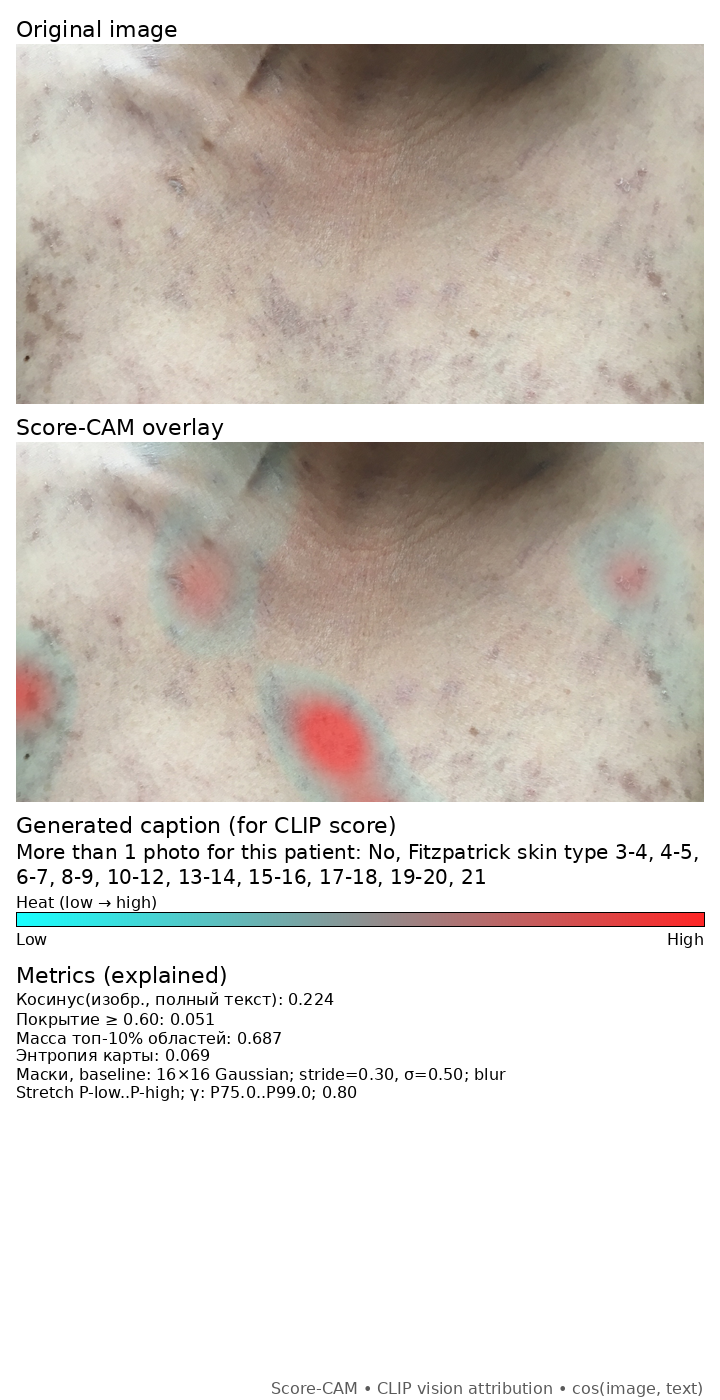 Original image
Score-CAM overlay
Generated caption (for CLIP score)
More than 1 photo for this patient: No, Fitzpatrick skin type 3-4, 4-5,
6-7, 8-9, 10-12, 13-14, 15-16, 17-18, 19-20, 21
Heat (low → high)
Low High
Metrics (explained)
Косинус(изобр., полный текст): 0.224
Покрытие ≥ 0.60: 0.051
Масса топ-10% областей: 0.687
Энтропия карты: 0.069
Маски, baseline: 16×16 Gaussian; stride=0.30, σ=0.50; blur
Stretch P-low..P-high; γ: P75.0..P99.0; 0.80
Score-CAM • CLIP vision attribution • cos(image, text)